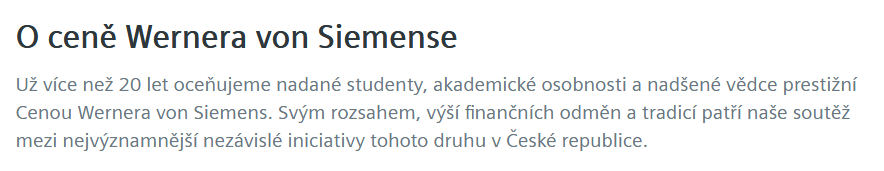 O ceně Wernera von Siemense
Už více než 20 let oceňujeme nadané studenty, akademické osobnosti a nadšené vědce prestižní
Cenou Wernera von Siemens. Svým rozsahem, výší finančních odměn a tradicí patří naše soutěž
mezi nejvýznamnější nezávislé iniciativy tohoto druhu v České republice.